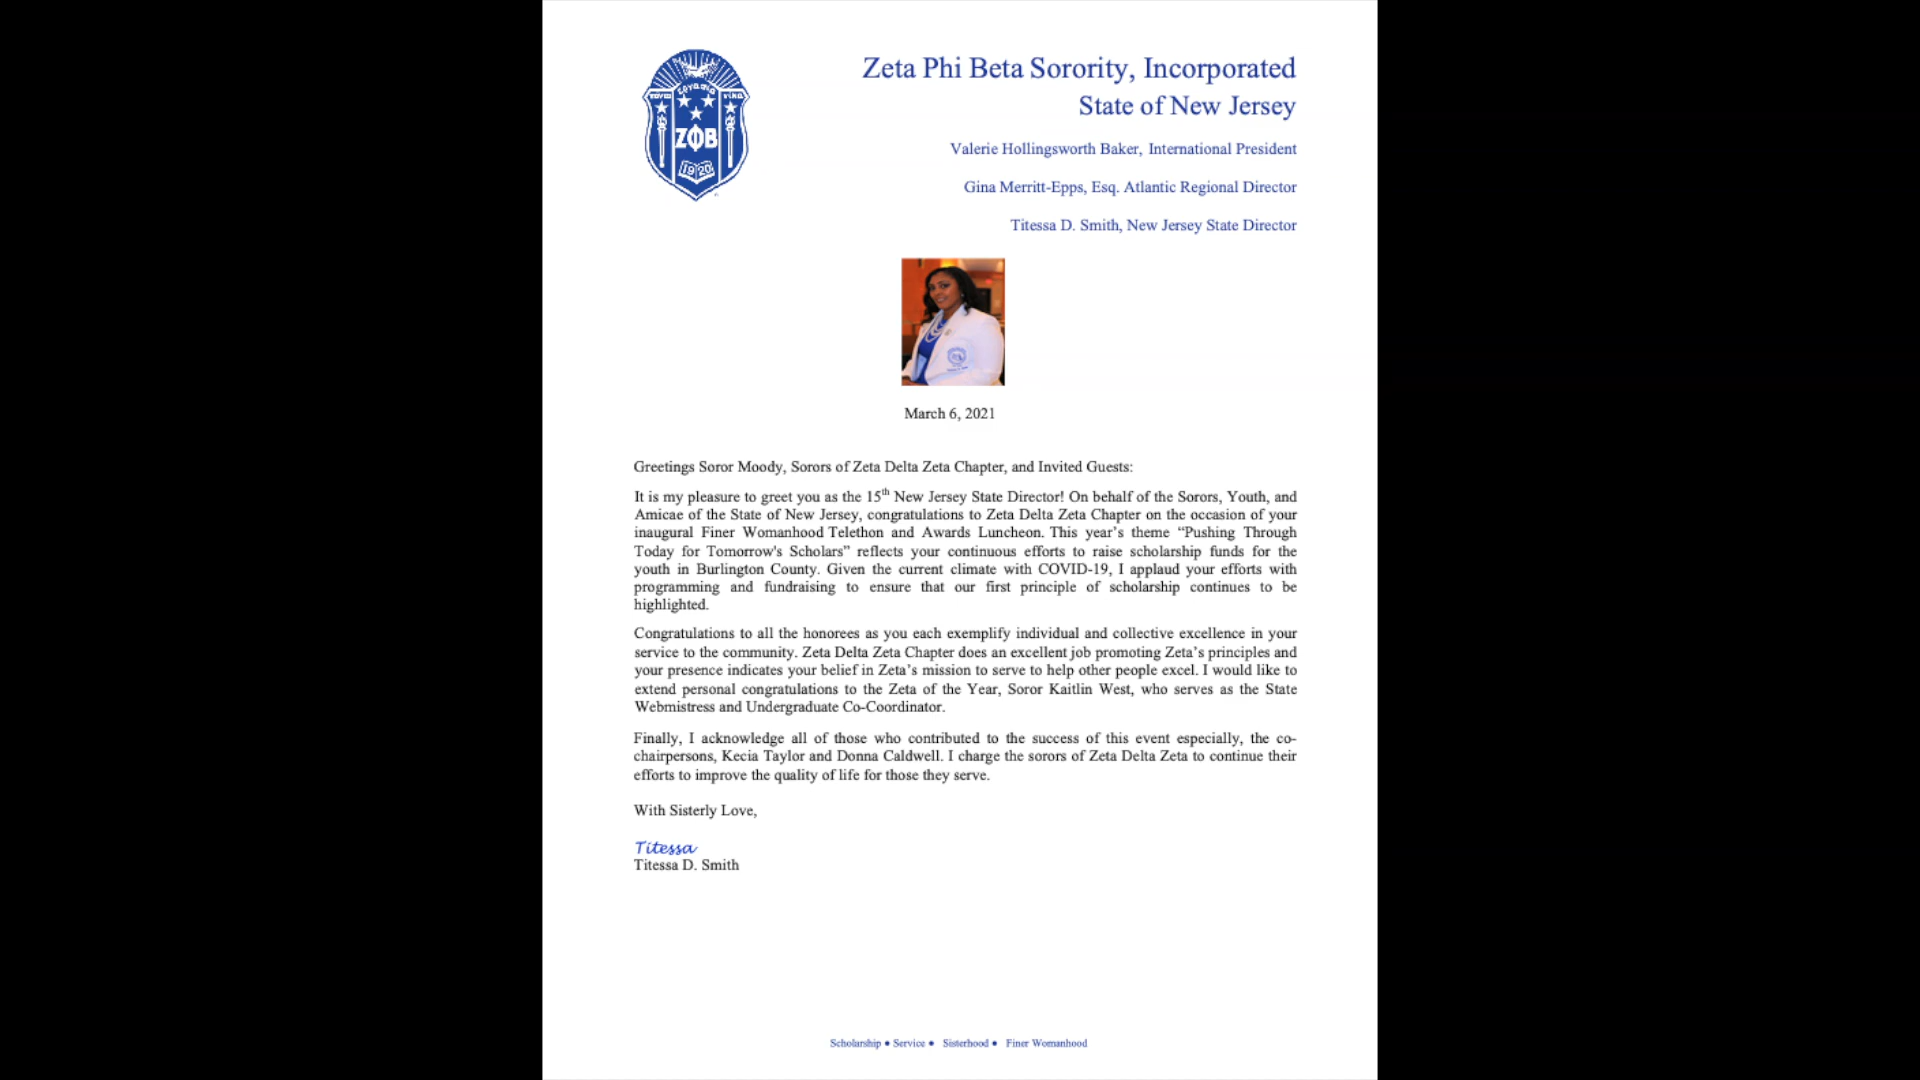 Zeta Phi Beta Sorority, Incorporated
State of New Jersey
Valerie Hollingsworth Baker, International President
Gina Merritt-Epps, Esq. Atlantic Regional Director
Titessa D. Smith, New Jersey State Director
ΖΦΒ
1920
March 6, 2021
Greetings Soror Moody, Sorors of Zeta Delta Zeta Chapter, and Invited Guests:
It is my pleasure to greet you as the 15th New Jersey State Director! On behalf of the Sorors, Youth, and
Amicae of the State of New Jersey, congratulations to Zeta Delta Zeta Chapter on the occasion of your
inaugural Finer Womanhood Telethon and Awards Luncheon. This year’s theme “Pushing Through
Today for Tomorrow's Scholars” reflects your continuous efforts to raise scholarship funds for the
youth in Burlington County. Given the current climate with COVID-19, I applaud your efforts with
programming and fundraising to ensure that our first principle of scholarship continues to be
highlighted.
Congratulations to all the honorees as you each exemplify individual and collective excellence in your
service to the community. Zeta Delta Zeta Chapter does an excellent job promoting Zeta’s principles and
your presence indicates your belief in Zeta’s mission to serve to help other people excel. I would like to
extend personal congratulations to the Zeta of the Year, Soror Kaitlin West, who serves as the State
Webmistress and Undergraduate Co-Coordinator.
Finally, I acknowledge all of those who contributed to the success of this event especially, the co-
chairpersons, Kecia Taylor and Donna Caldwell. I charge the sorors of Zeta Delta Zeta to continue their
efforts to improve the quality of life for those they serve.
With Sisterly Love,
Titessa
Titessa D. Smith
Scholarship ● Service ● Sisterhood ● Finer Womanhood